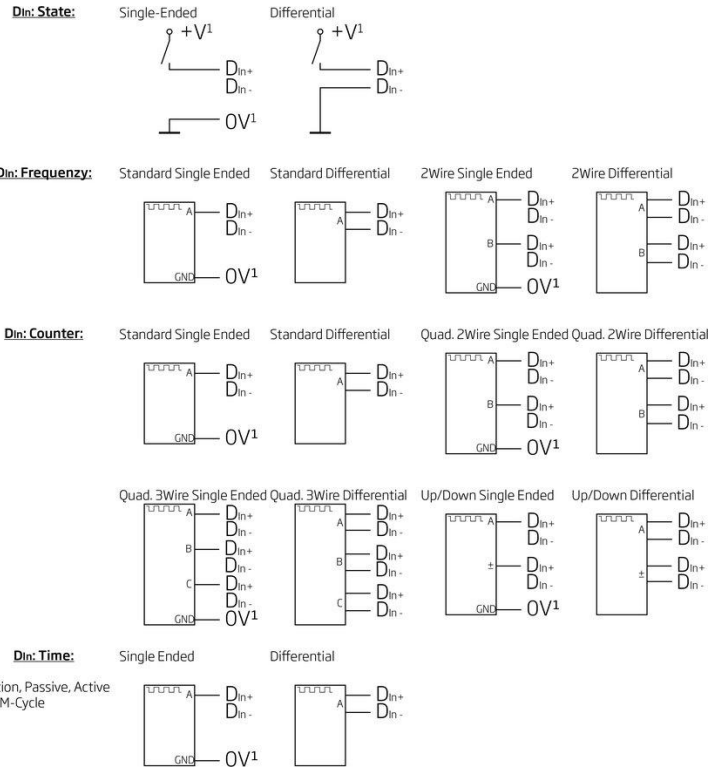 DIn: State: Single-Ended Differential
+V1 +V1
DIn+ DIn+
DIn - DIn -
0V1
DIn: Frequenzy: Standard Single Ended Standard Differential 2Wire Single Ended 2Wire Differential
A DIn+ A DIn+ A DIn+ A DIn+
DIn - DIn - DIn - DIn -
B DIn+ B DIn+
DIn - DIn -
GND 0V1 GND 0V1
DIn: Counter: Standard Single Ended Standard Differential Quad. 2Wire Single Ended Quad. 2Wire Differential
A DIn+ A DIn+ A DIn+ A DIn+
DIn - DIn - DIn - DIn -
B DIn+ B DIn+
DIn - DIn -
GND 0V1 GND 0V1
Quad. 3Wire Single Ended Quad. 3Wire Differential Up/Down Single Ended Up/Down Differential
A DIn+ A DIn+ A DIn+ A DIn+
DIn - DIn - DIn - DIn -
B DIn+ B DIn+ ± DIn+ ± DIn+
DIn - DIn - DIn - DIn -
C DIn+ C DIn+
DIn - DIn -
GND 0V1 GND 0V1
DIn: Time: Single Ended Differential
tion, Passive, Active
M-Cycle
A DIn+ A DIn+
DIn - DIn -
GND 0V1